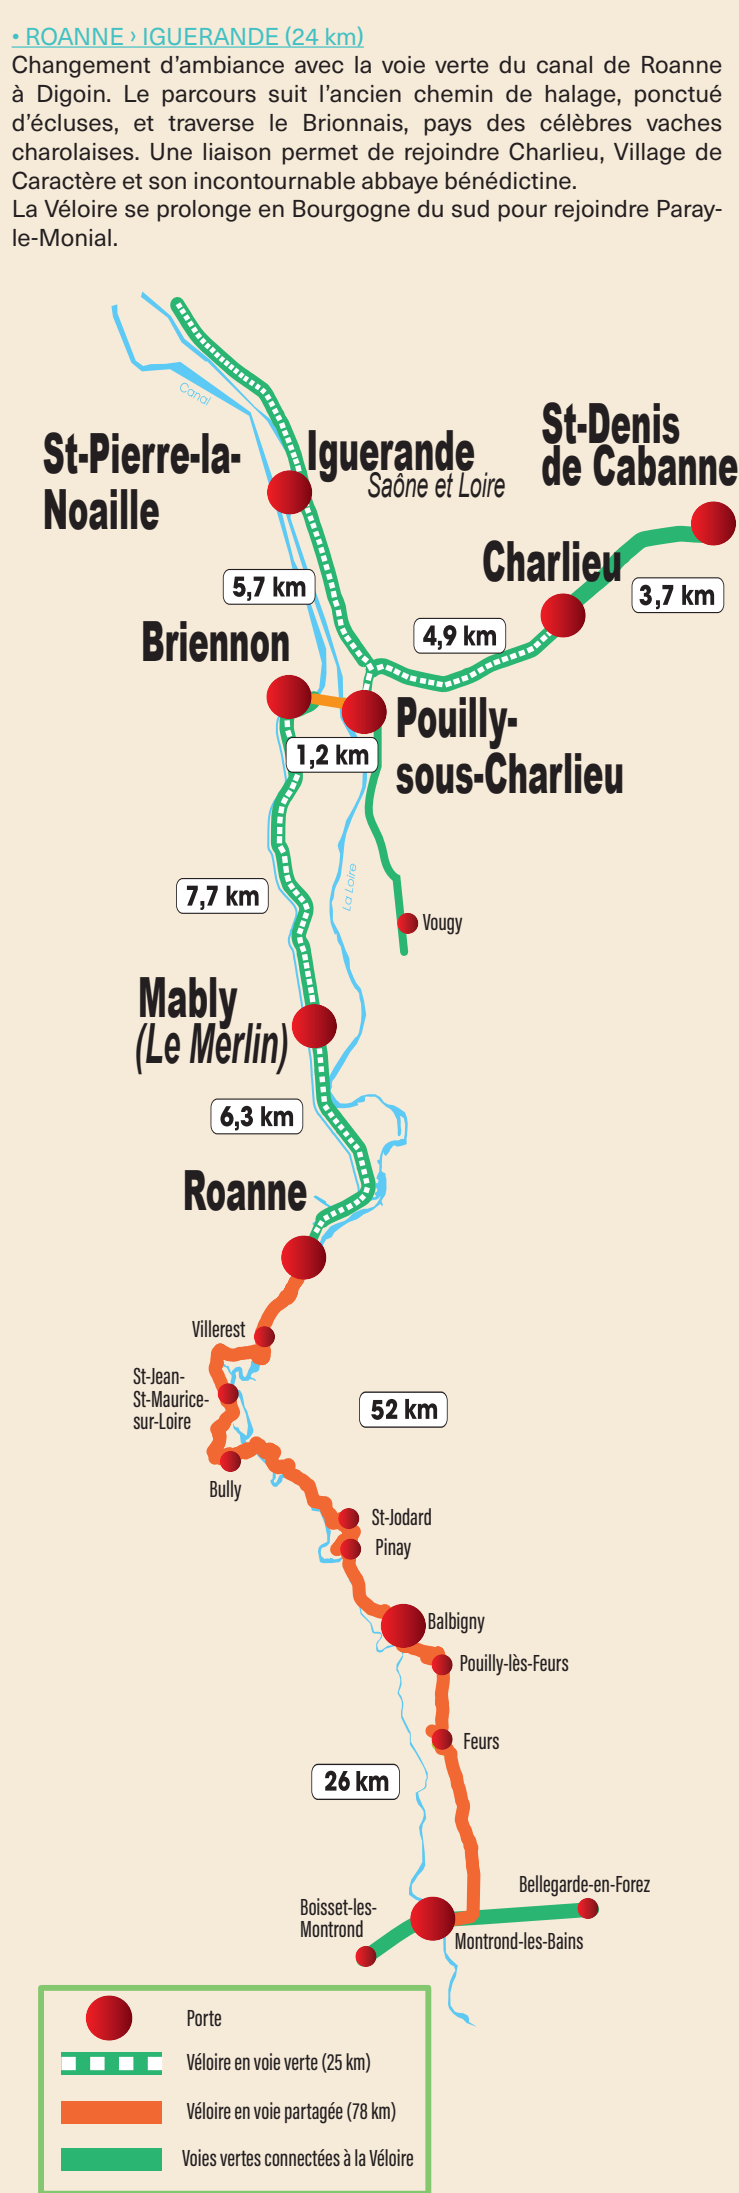 • ROANNE › IGUERANDE (24 km)
Changement d’ambiance avec la voie verte du canal de Roanne
à Digoin. Le parcours suit l’ancien chemin de halage, ponctué
d’écluses, et traverse le Brionnais, pays des célèbres vaches
charolaises. Une liaison permet de rejoindre Charlieu, Village de
Caractère et son incontournable abbaye bénédictine.
La Véloire se prolonge en Bourgogne du sud pour rejoindre Paray-
le-Monial.
Canal
St-Denis
de Cabanne
St-Pierre-la-
Noaille
Iguerande
Saône et Loire
Charlieu
5,7 km
3,7 km
4,9 km
Briennon
Pouilly-
sous-Charlieu
1,2 km
La Loire
7,7 km
Vougy
Mably
(Le Merlin)
6,3 km
Roanne
Villerest
St-Jean-
St-Maurice-
sur-Loire
52 km
Bully
St-Jodard
Pinay
Balbigny
Pouilly-lès-Feurs
Feurs
26 km
Bellegarde-en-Forez
Boisset-les-
Montrond
Montrond-les-Bains
Porte
Véloire en voie verte (25 km)
Véloire en voie partagée (78 km)
Voies vertes connectées à la Véloire